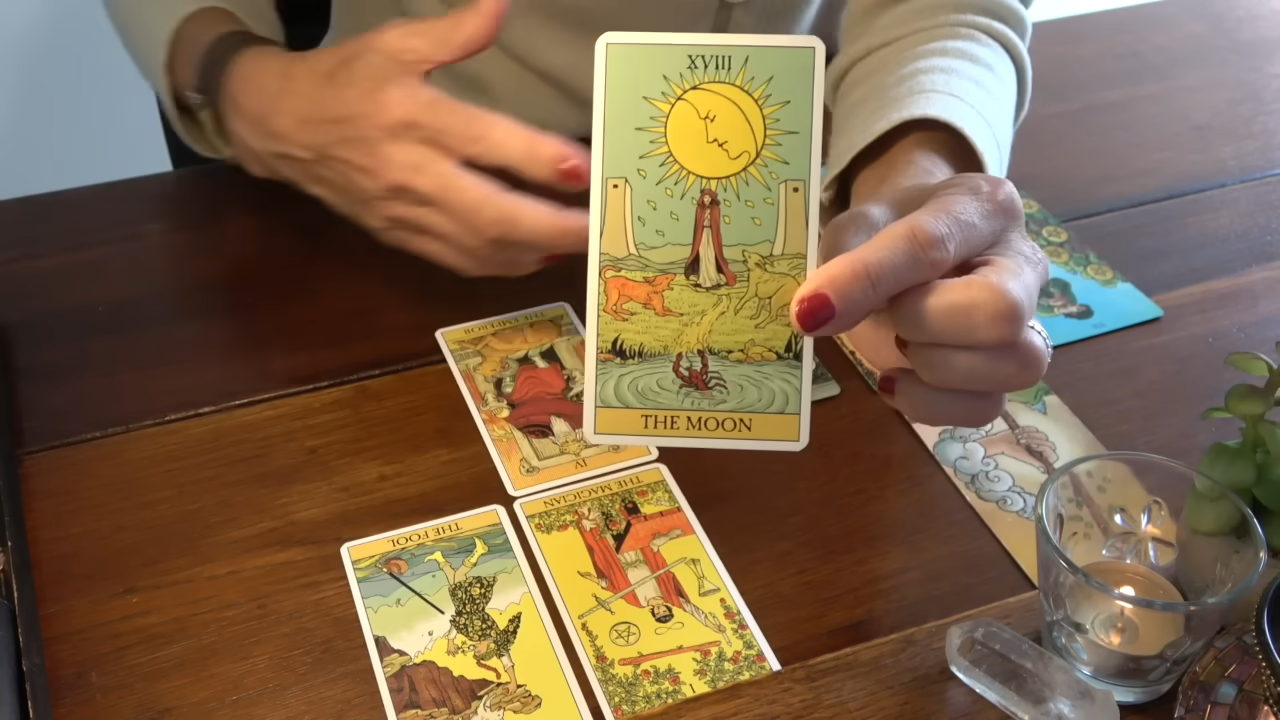 XVIII
THE MOON
THE EMPEROR
IV
THE MAGICIAN
I
THE FOOL